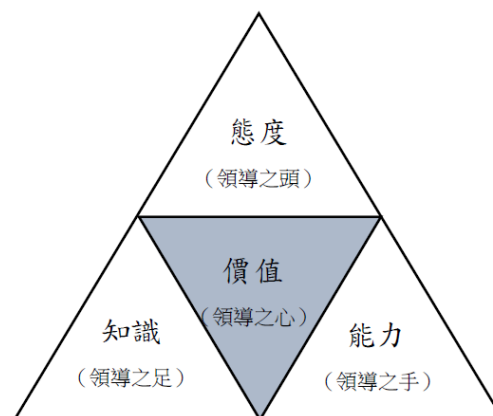 態度
（領導之頭）
價值
（領導之心）
知識
（領導之足）
能力
（領導之手）